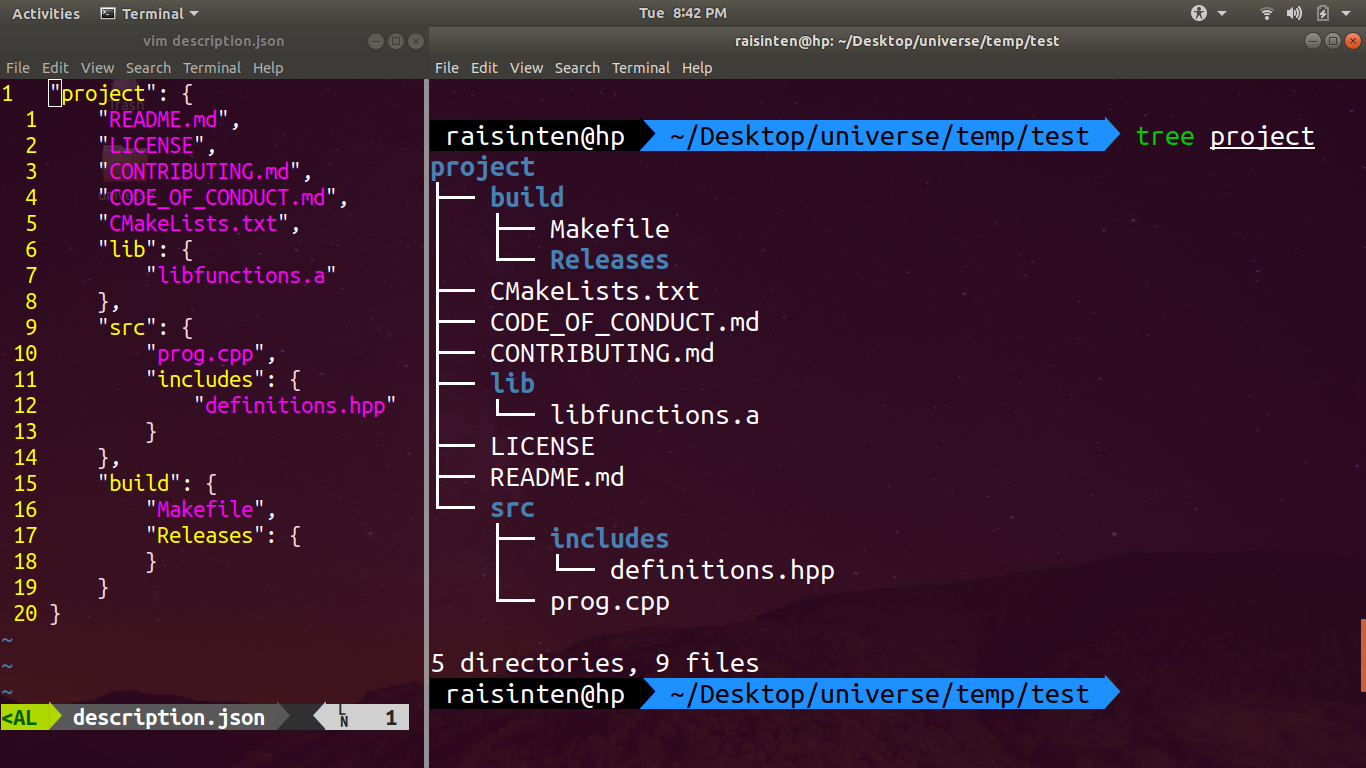 Activities Terminal Tue 8:42 PM
vim description.json
File Edit View Search Terminal Help
1 "project": {
1 "README.md",
2 "LICENSE",
3 "CONTRIBUTING.md",
4 "CODE_OF_CONDUCT.md",
5 "CMakeLists.txt",
6 "lib": {
7 "libfunctions.a"
8 },
9 "src": {
10 "prog.cpp",
11 "includes": {
12 "definitions.hpp"
13 }
14 },
15 "build": {
16 "Makefile",
17 "Releases": {
18 }
19 }
20 }
~
~
~
<AL description.json LN 1
raisinten@hp: ~/Desktop/universe/temp/test
File Edit View Search Terminal Help
raisinten@hp ~/Desktop/universe/temp/test tree project
project
├── build
│   ├── Makefile
│   └── Releases
├── CMakeLists.txt
├── CODE_OF_CONDUCT.md
├── CONTRIBUTING.md
├── lib
│   └── libfunctions.a
├── LICENSE
├── README.md
└── src
    ├── includes
    │   └── definitions.hpp
    └── prog.cpp
5 directories, 9 files
raisinten@hp ~/Desktop/universe/temp/test